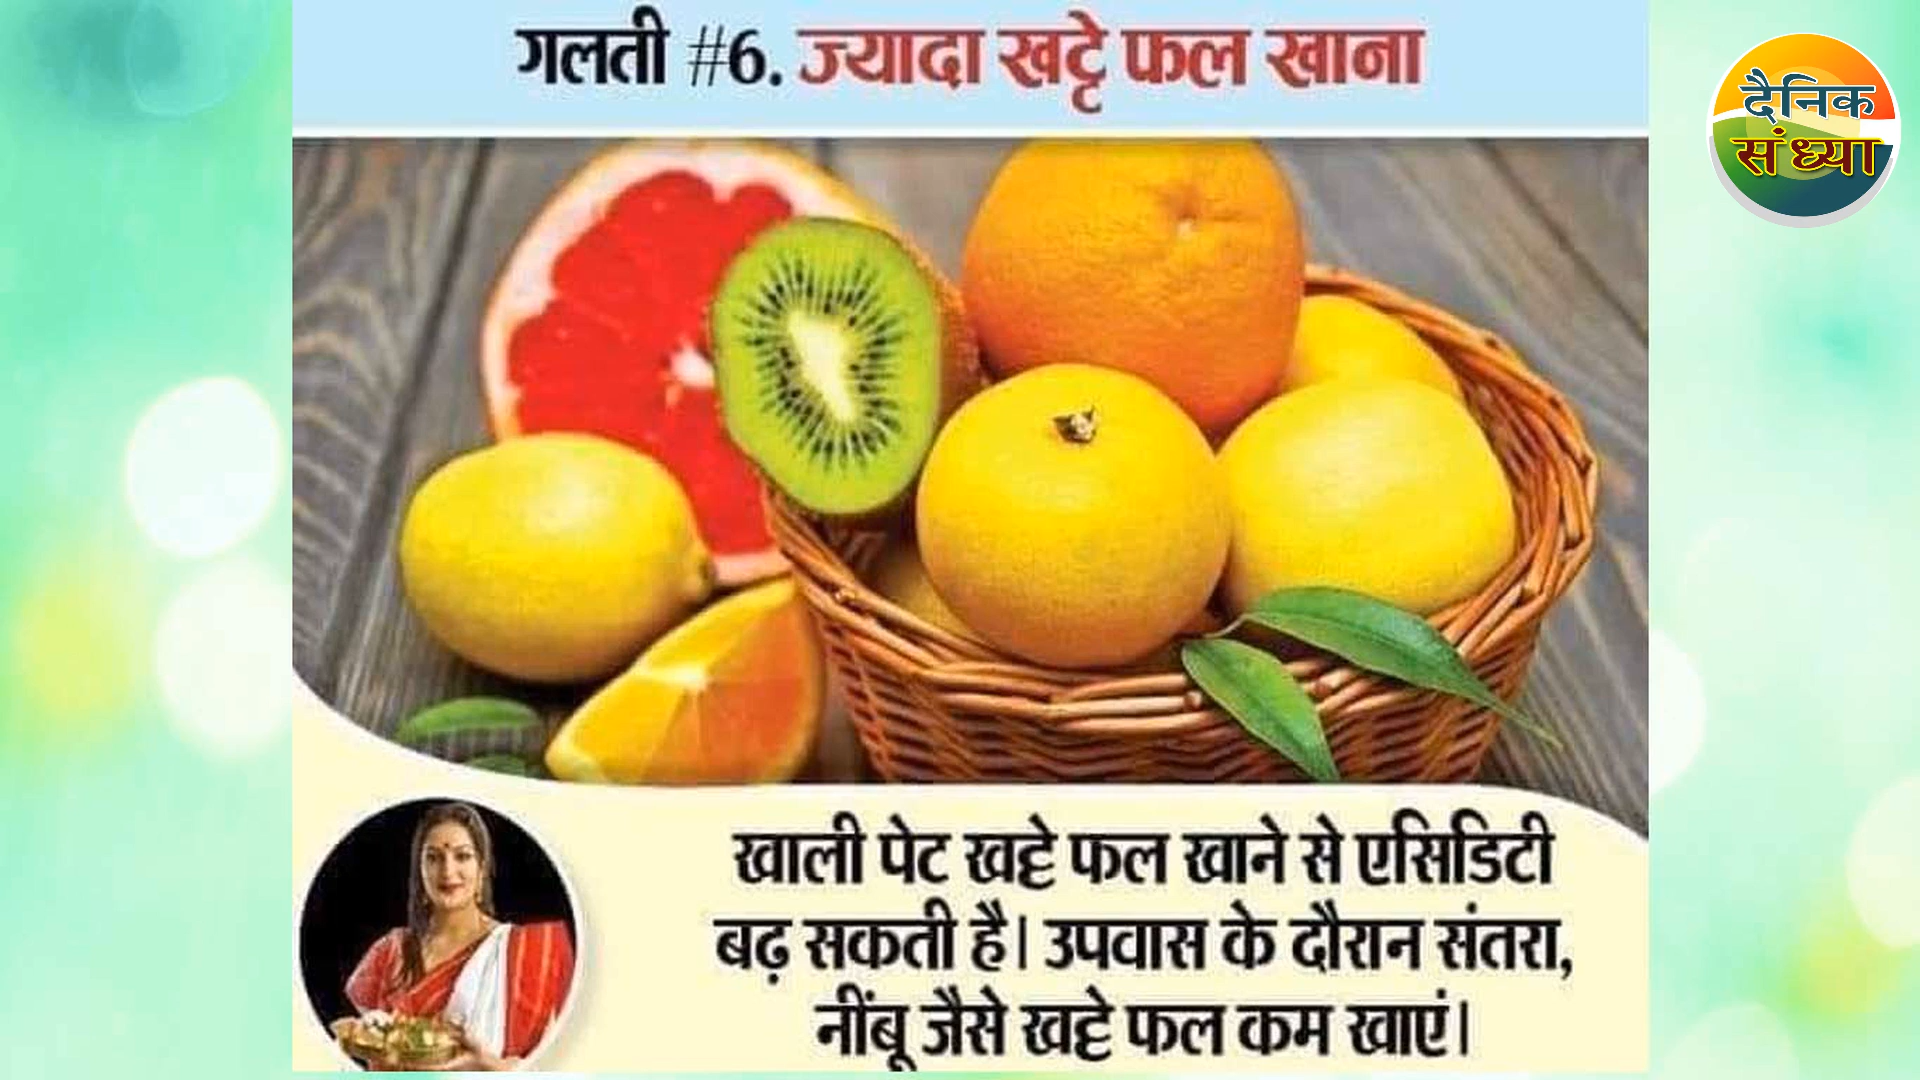 गलती #6. ज्यादा खट्टे फल खाना
दैनिक
संध्या
खाली पेट खट्टे फल खाने से एसिडिटी
बढ़ सकती है। उपवास के दौरान संतरा,
नींबू जैसे खट्टे फल कम खाएं।